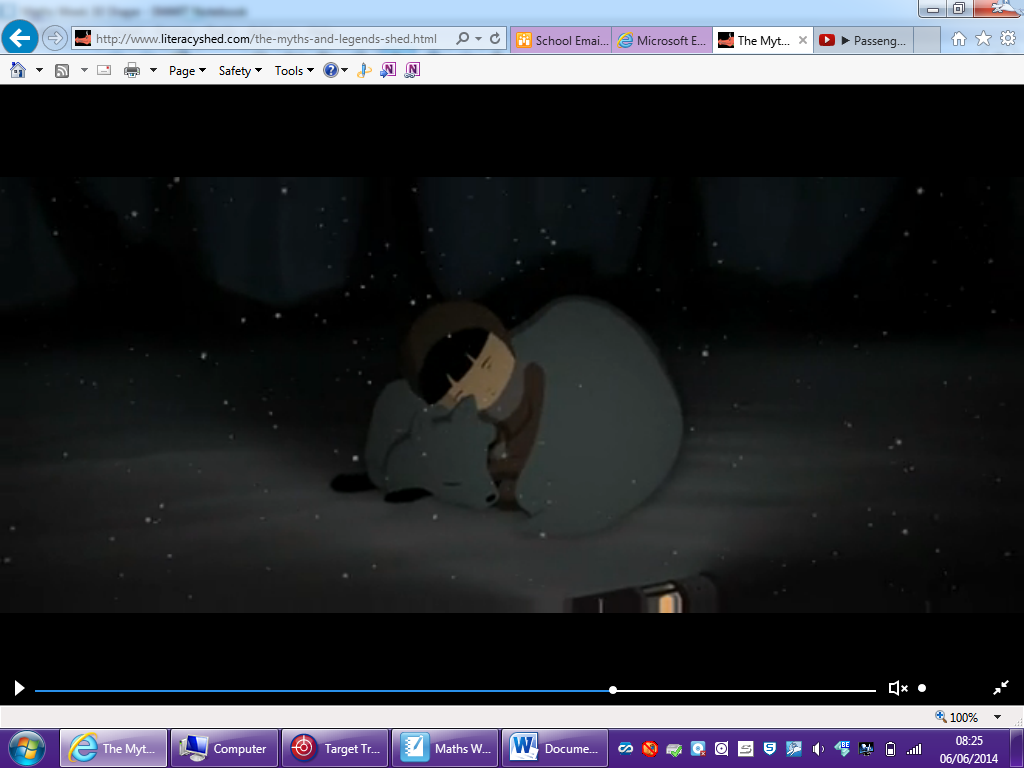 http://www.literacyshed.com/the-myths-and-legends-shed.html
School Emai...
Microsoft E...
The Myt...
► Passeng...
Page
Safety
Tools
100%
The Myt...
Computer
Target Tr...
Maths W...
Docume...
08:25
06/06/2014